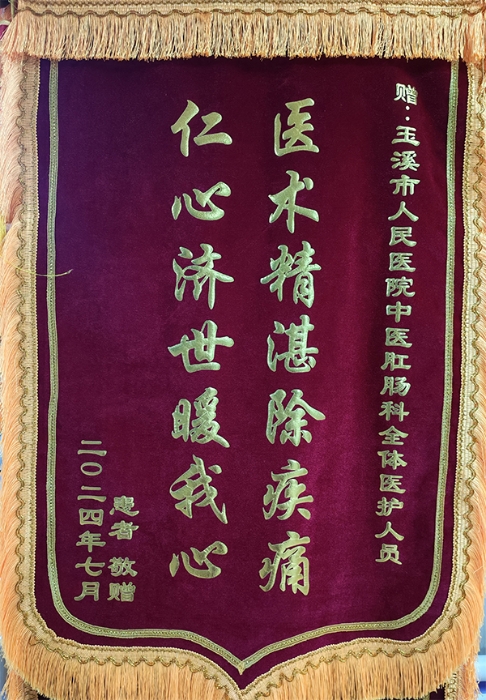 赠：玉溪市人民医院中医肛肠科全体医护人员
医术精湛除疾痛
仁心济世暖我心
患者 敬赠
二〇二四年七月